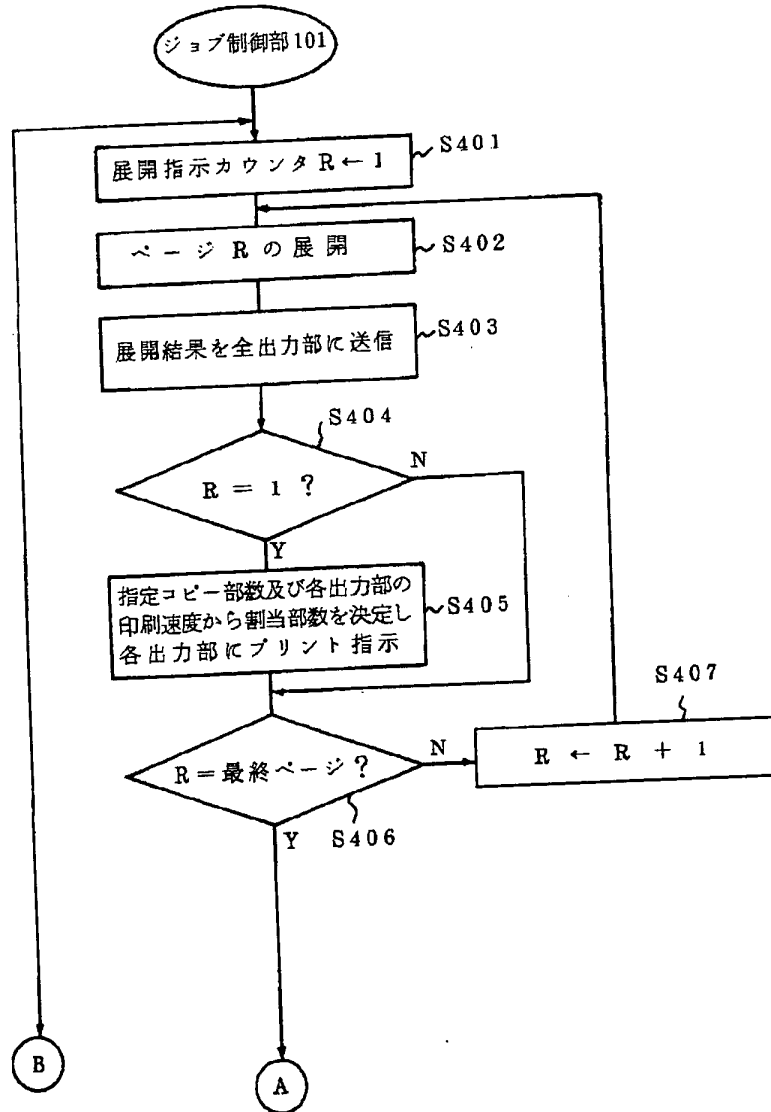 ジョブ制御部101
展開指示カウンタR←1
S401
ページRの展開
S402
展開結果を全出力部に送信
S403
S404
R=1?
N
Y
指定コピー部数及び各出力部の
印刷速度から割当部数を決定し
各出力部にプリント指示
S405
S407
R=最終ページ?
N
R←R+1
Y
S406
B
A